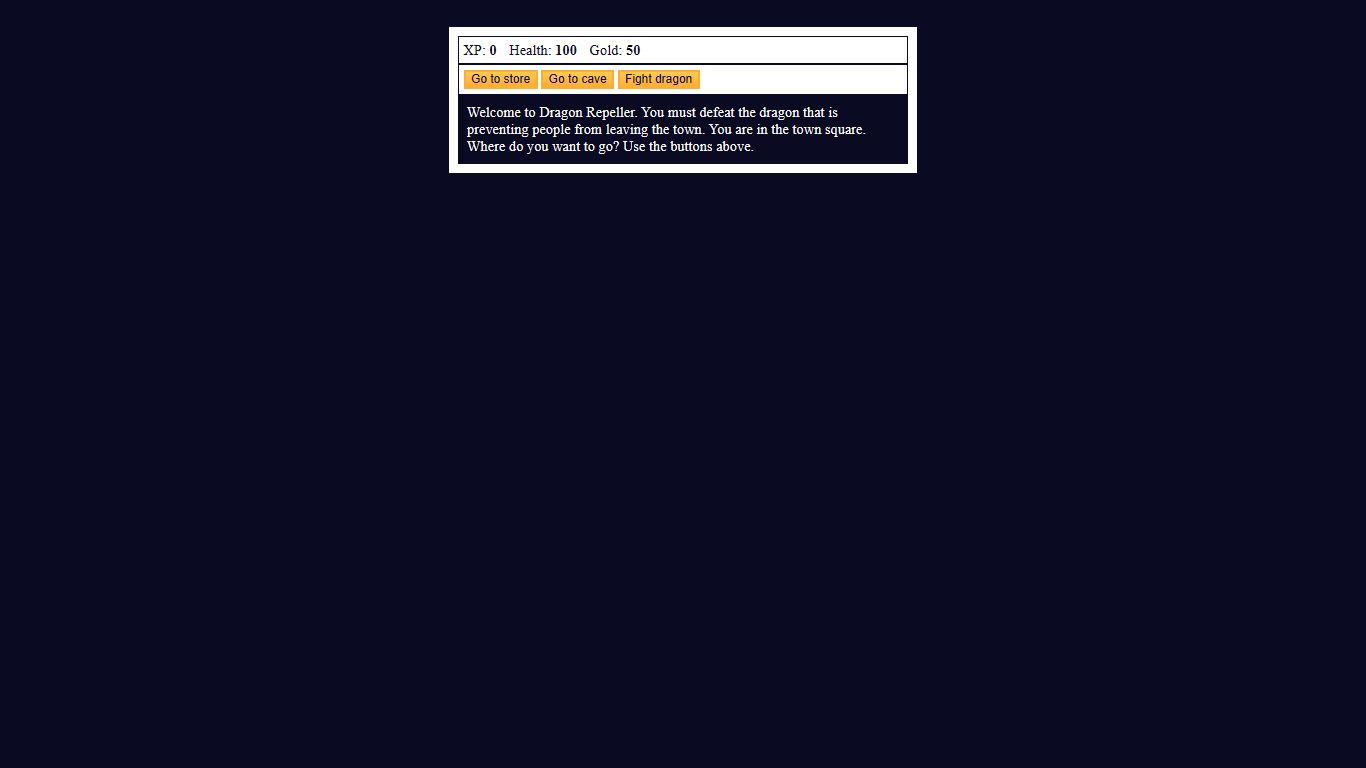 XP: 0 Health: 100 Gold: 50
Go to store Go to cave Fight dragon
Welcome to Dragon Repeller. You must defeat the dragon that is
preventing people from leaving the town. You are in the town square.
Where do you want to go? Use the buttons above.